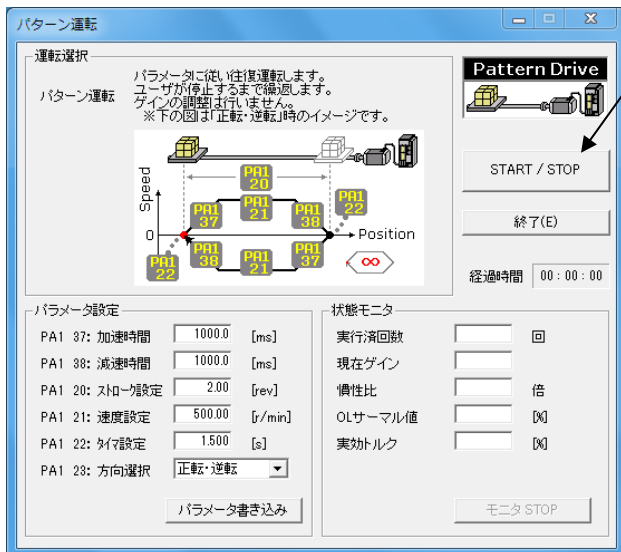 パターン運転
運転選択
パターン運転
パラメータに従い往復運転します。
ユーザが停止するまで繰返します。
ゲインの調整は行いません。
※下の図は「正転・逆転」時のイメージです。
Speed
0
Position
PA1 20
PA1 37
PA1 21
PA1 38
PA1 22
PA1 22
PA1 38
PA1 21
PA1 37
∞
Pattern Drive
START / STOP
終了(E)
経過時間 00:00:00
パラメータ設定
PA1 37: 加速時間 1000.0 [ms]
PA1 38: 減速時間 1000.0 [ms]
PA1 20: ストローク設定 2.00 [rev]
PA1 21: 速度設定 500.00 [r/min]
PA1 22: タイマ設定 1.500 [s]
PA1 23: 方向選択 正転・逆転
パラメータ書き込み
状態モニタ
実行済回数 回
現在ゲイン
慣性比 倍
OLサーマル値 [%]
実効トルク [%]
モニタ STOP